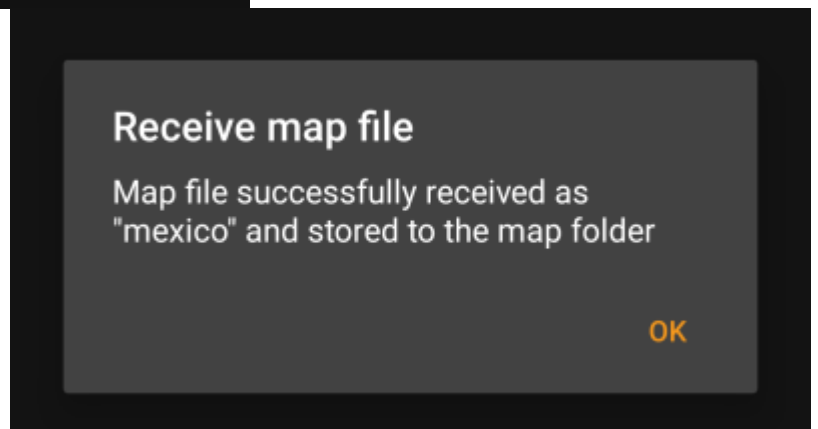 Receive map file
Map file successfully received as
"mexico" and stored to the map folder
OK